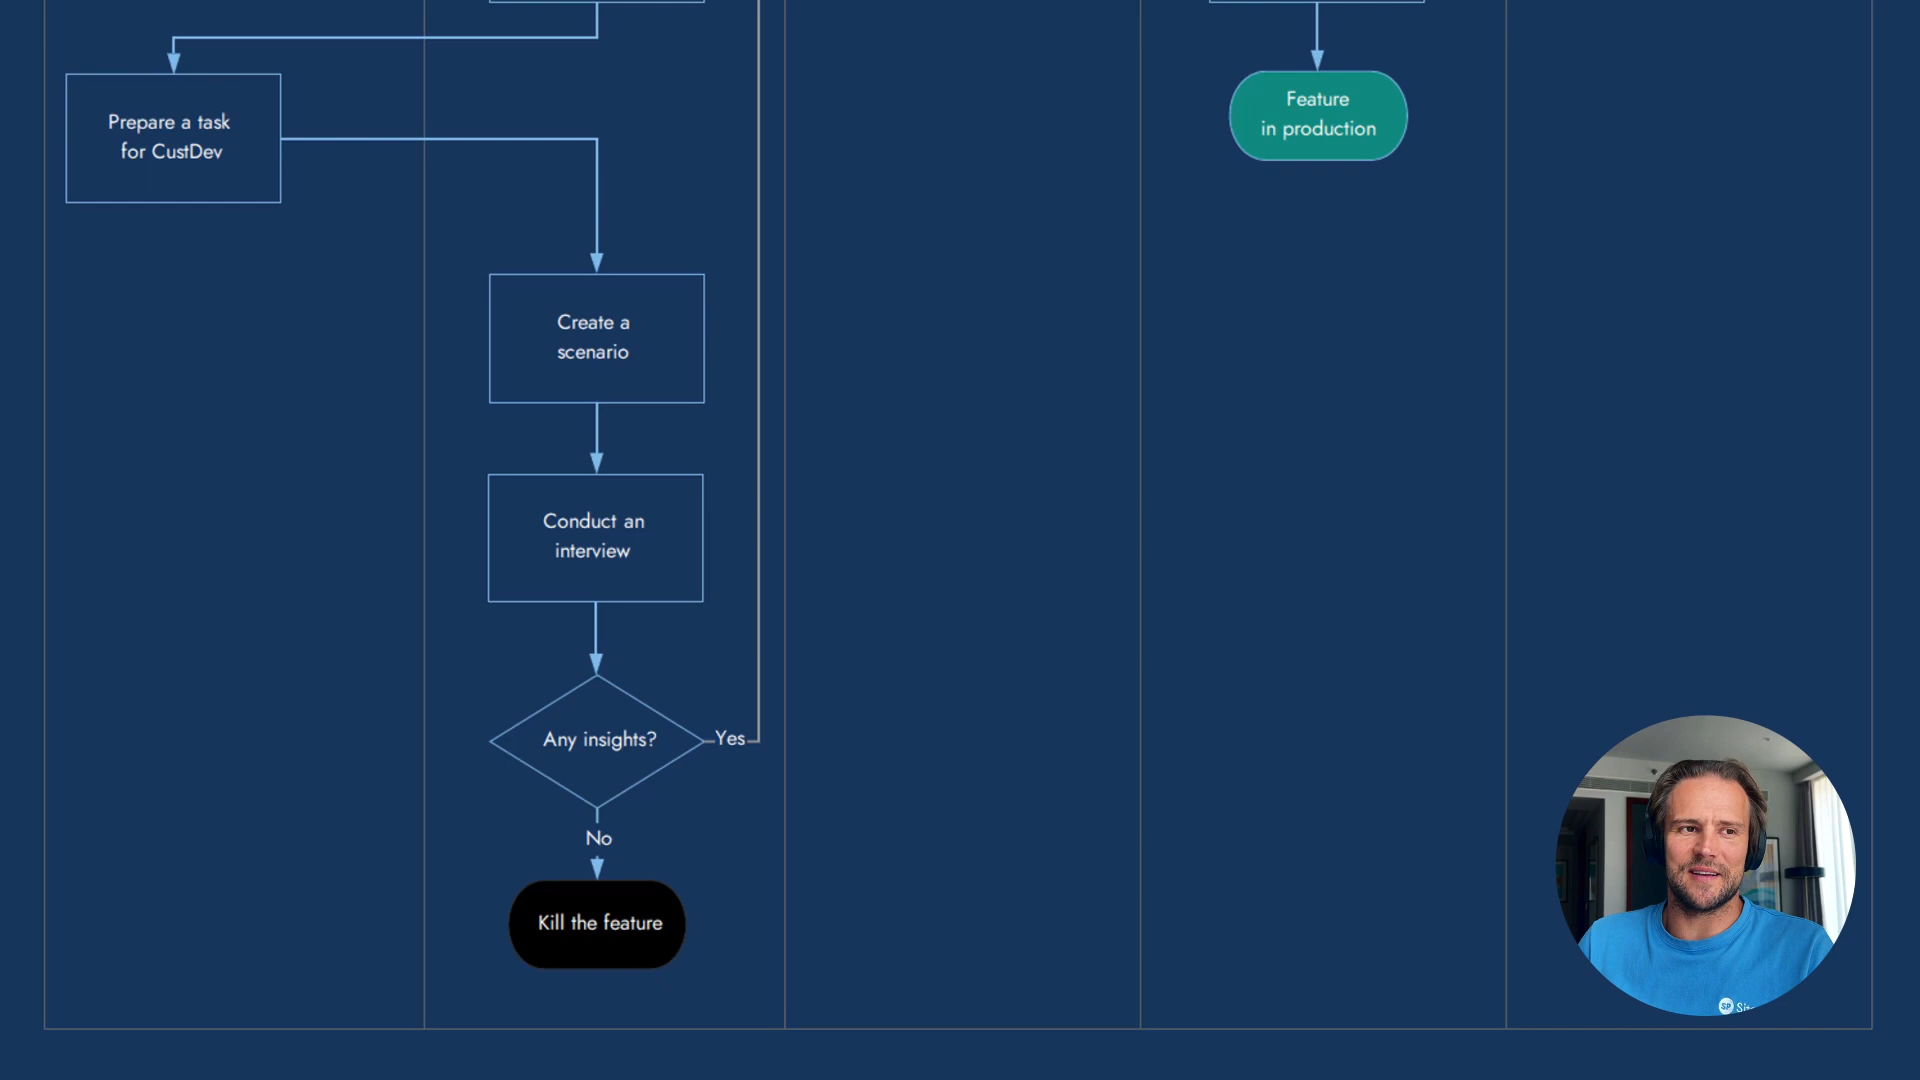 Prepare a task
for CustDev
Feature
in production
Create a
scenario
Conduct an
interview
Any insights?
Yes
No
Kill the feature
SP